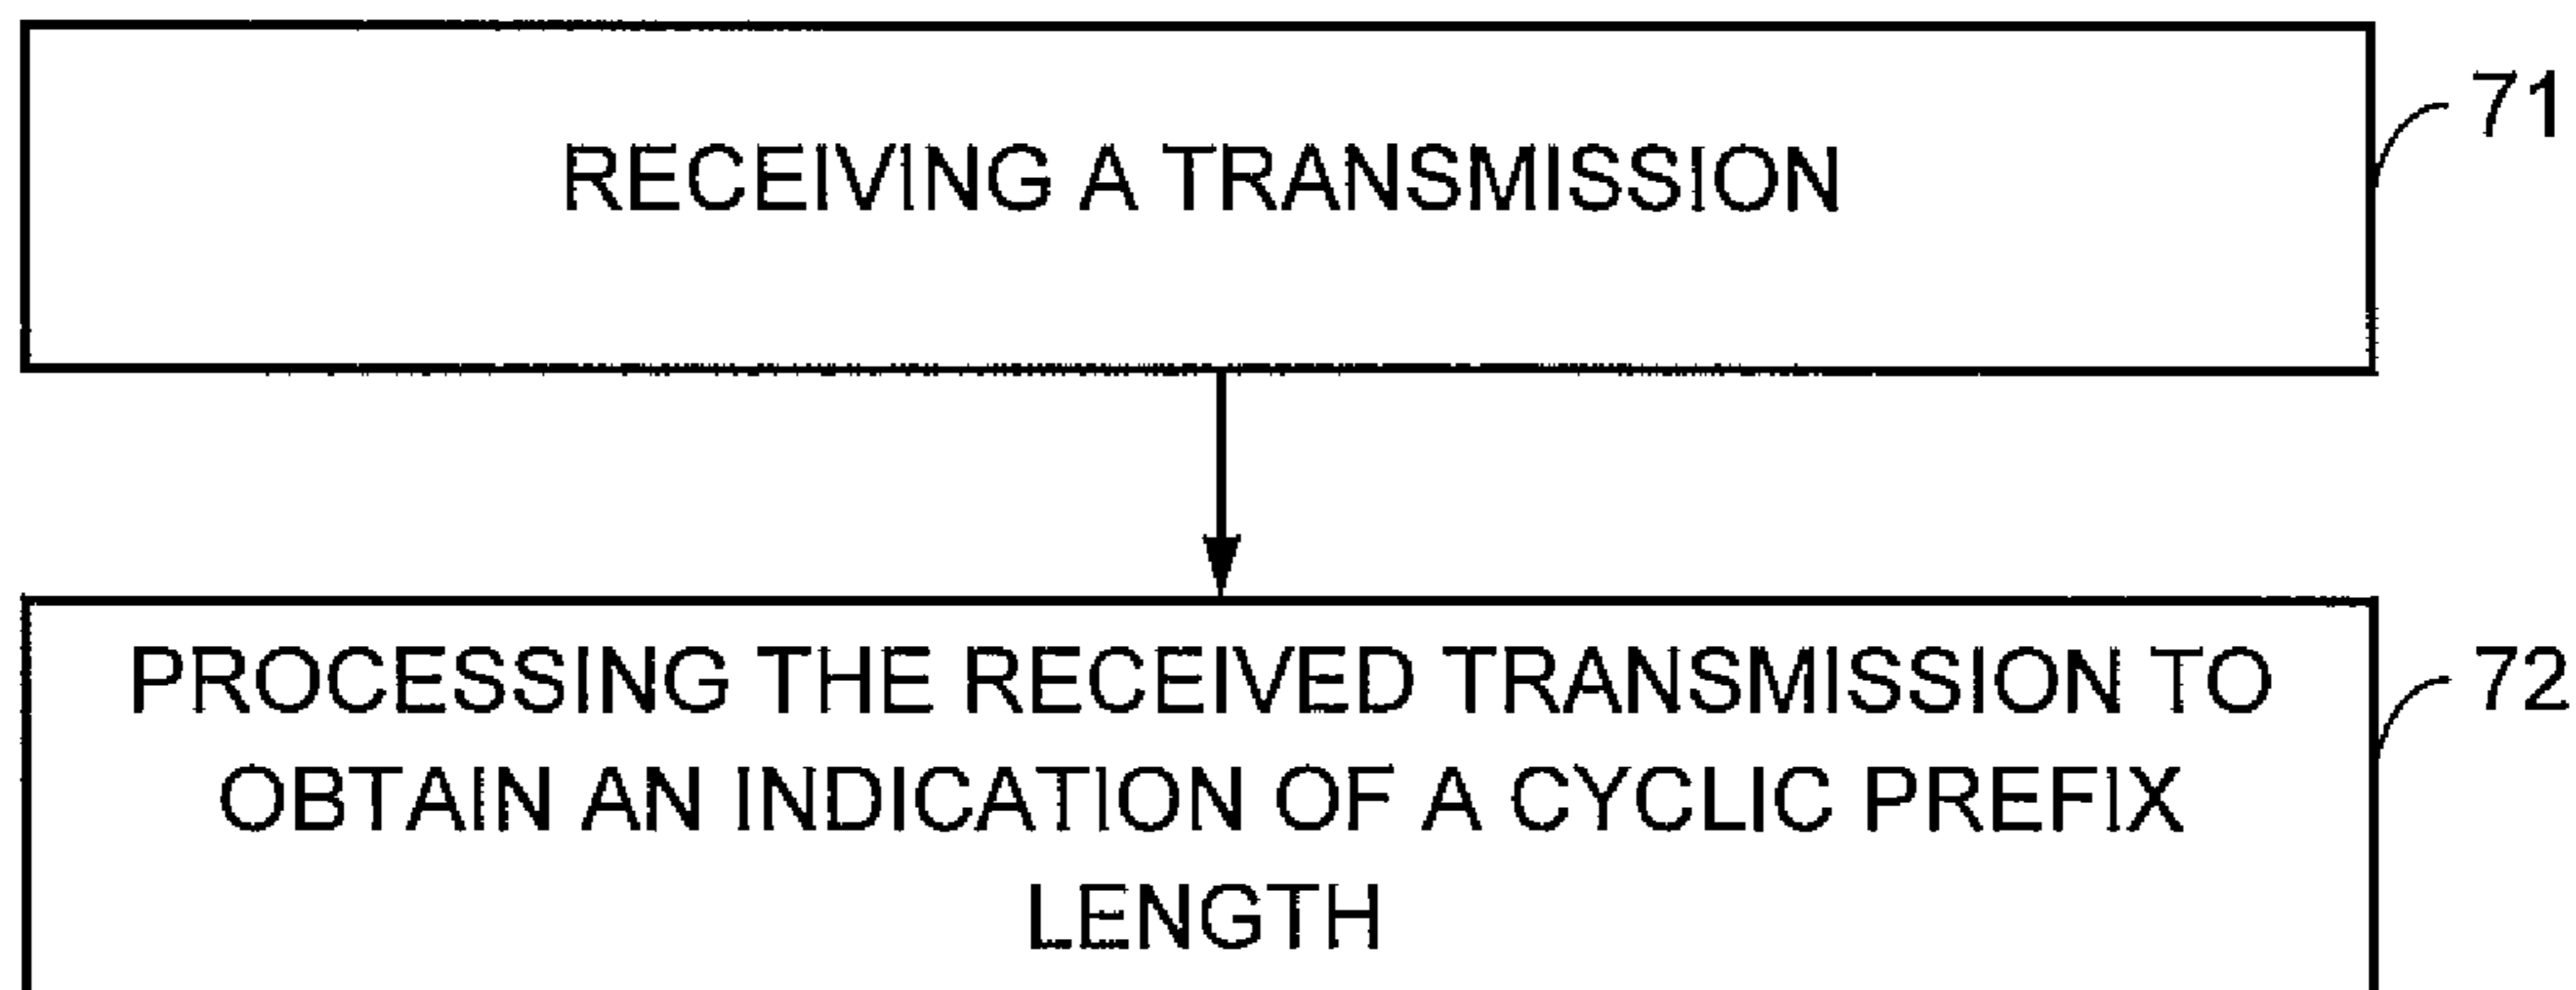 RECEIVING A TRANSMISSION
71
PROCESSING THE RECEIVED TRANSMISSION TO
OBTAIN AN INDICATION OF A CYCLIC PREFIX
LENGTH
72